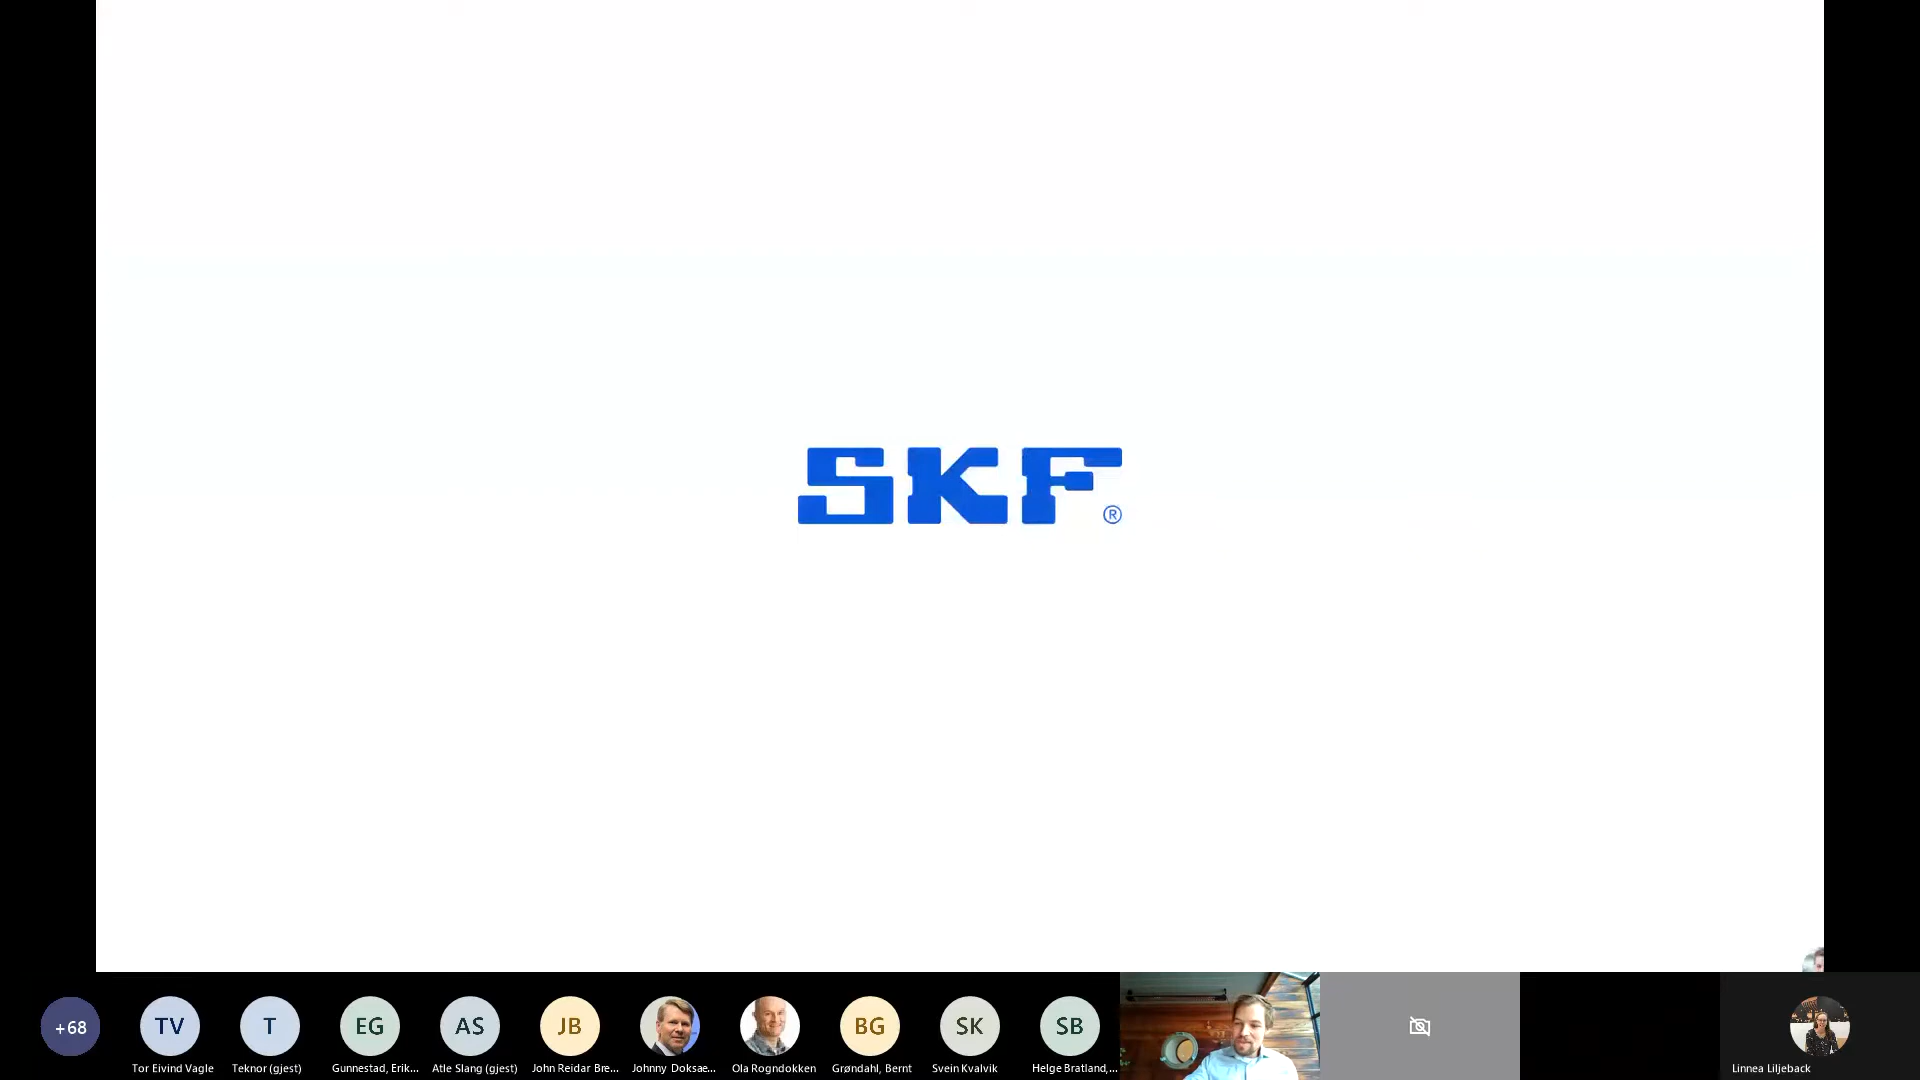 SKF®
+68
TV
T
EG
AS
JB
BG
SK
SB
Tor Eivind Vagle
Teknor (gjest)
Gunnestad, Erik...
Atle Slang (gjest)
John Reidar Bre...
Johnny Doksae...
Ola Rogndokken
Grøndahl, Bernt
Svein Kvalvik
Helge Bratland,...
Linnea Liljeback